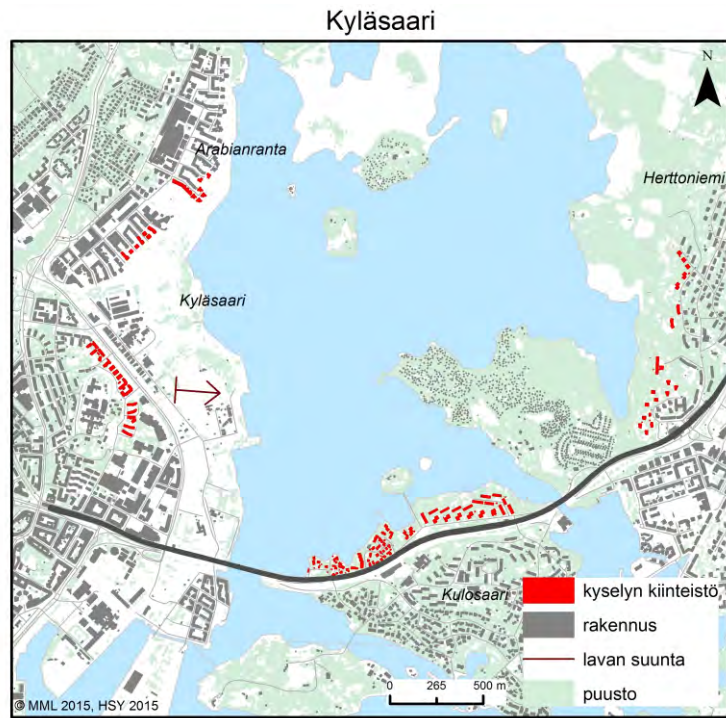 Kyläsaari
N
Arabianranta
Herttoniemi
Kyläsaari
Kulosaari
kyselyn kiinteistö
rakennus
lavan suunta
puusto
0 265 500 m
© MML 2015, HSY 2015